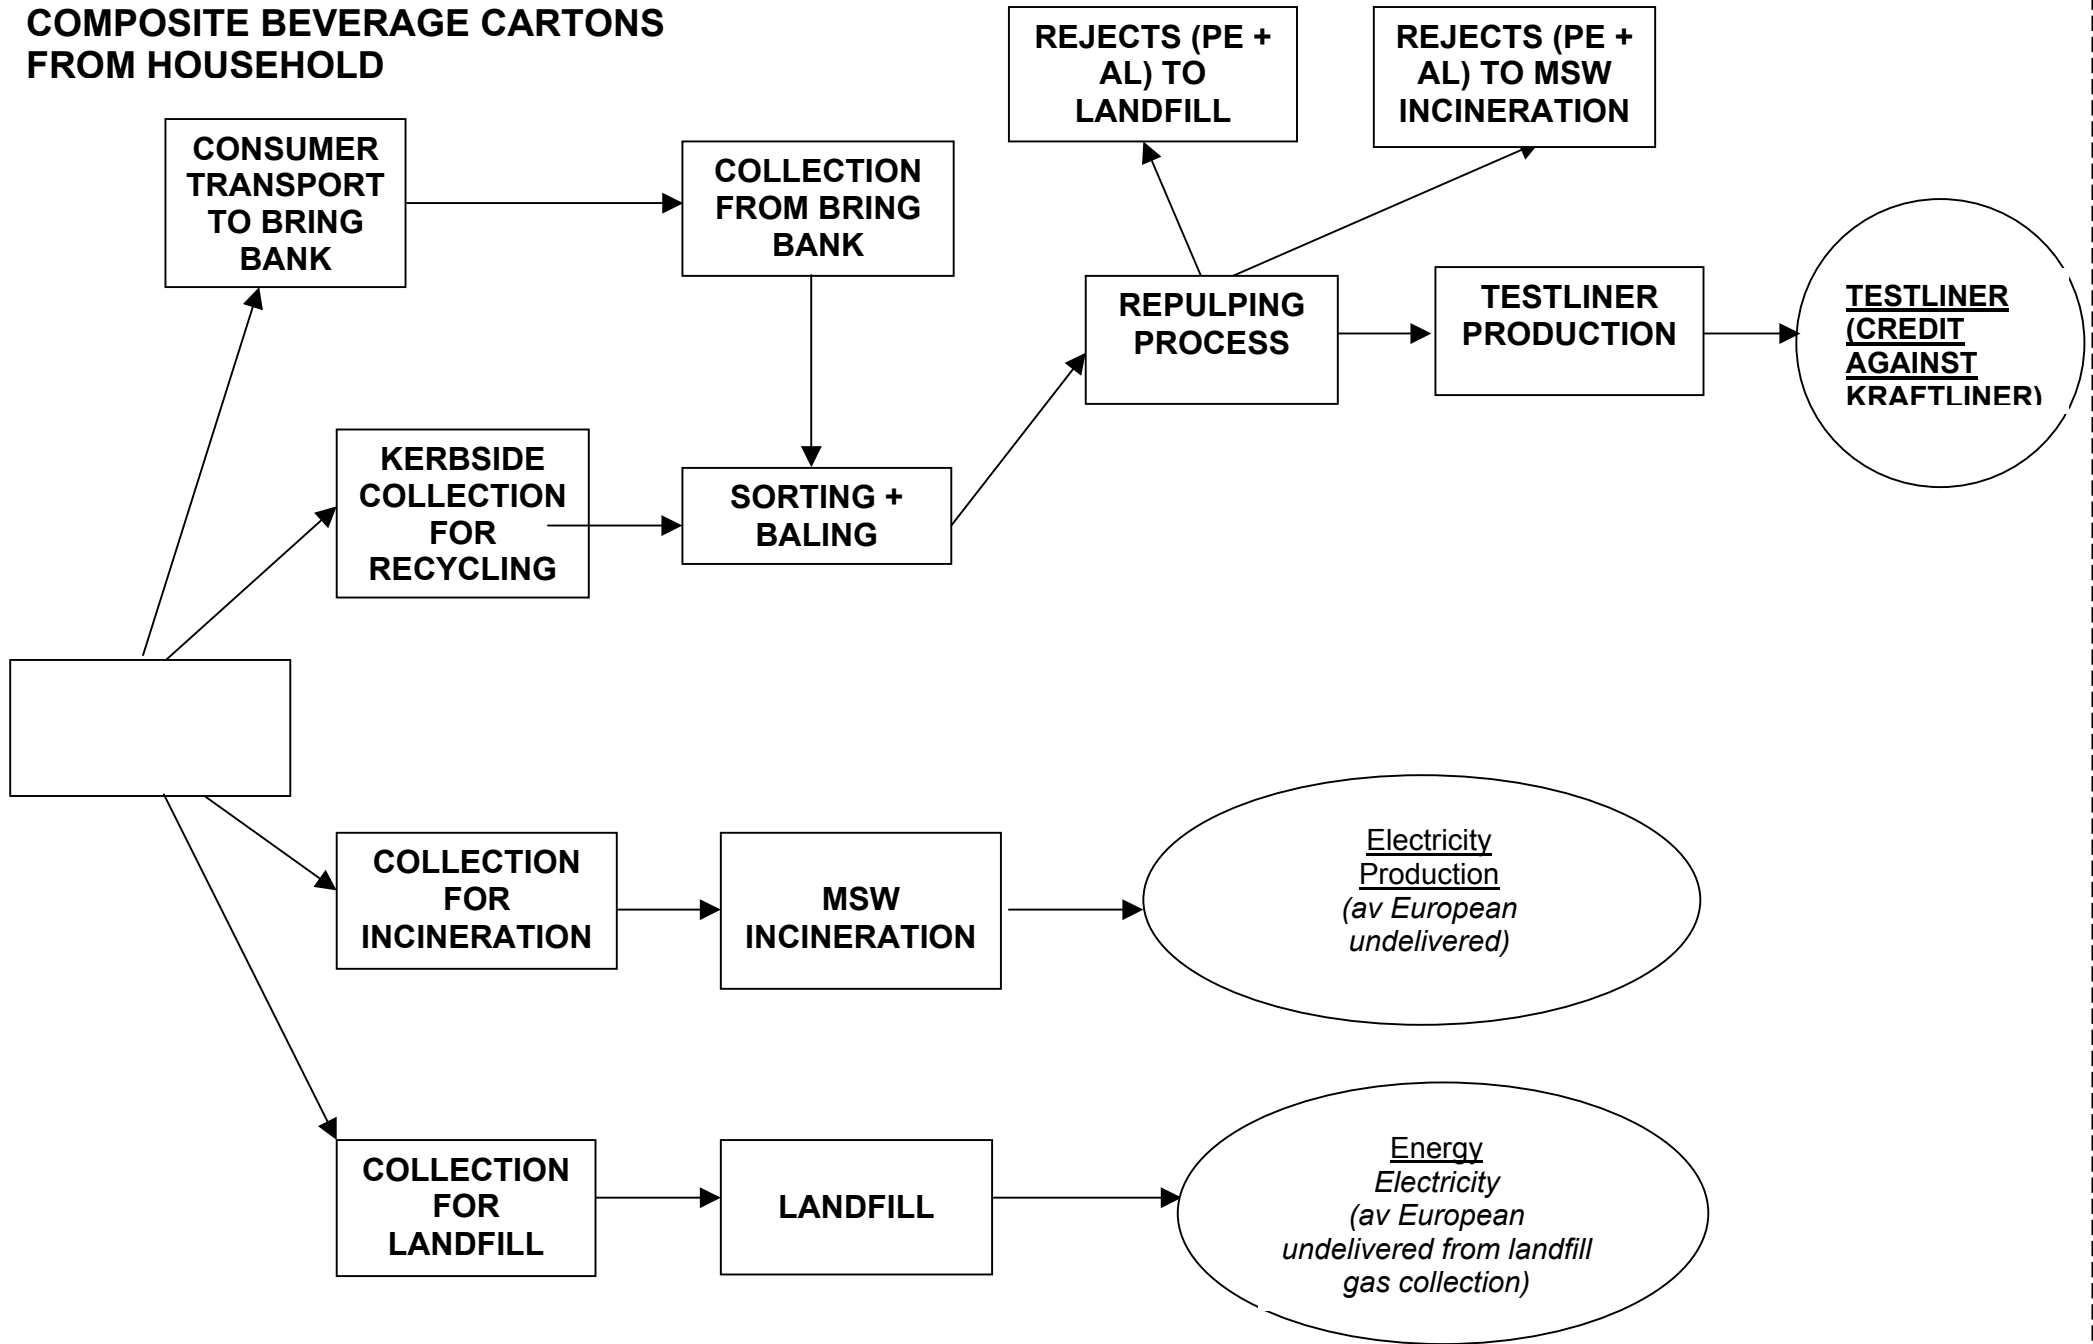 COMPOSITE BEVERAGE CARTONS
FROM HOUSEHOLD
REJECTS (PE +
AL) TO
LANDFILL
REJECTS (PE +
AL) TO MSW
INCINERATION
CONSUMER
TRANSPORT
TO BRING
BANK
COLLECTION
FROM BRING
BANK
REPULPING
PROCESS
TESTLINER
PRODUCTION
TESTLINER
(CREDIT
AGAINST
KRAFTLINER)
KERBSIDE
COLLECTION
FOR
RECYCLING
SORTING +
BALING
COLLECTION
FOR
INCINERATION
MSW
INCINERATION
Electricity
Production
(av European
undelivered)
COLLECTION
FOR
LANDFILL
LANDFILL
Energy
Electricity
(av European
undelivered from landfill
gas collection)